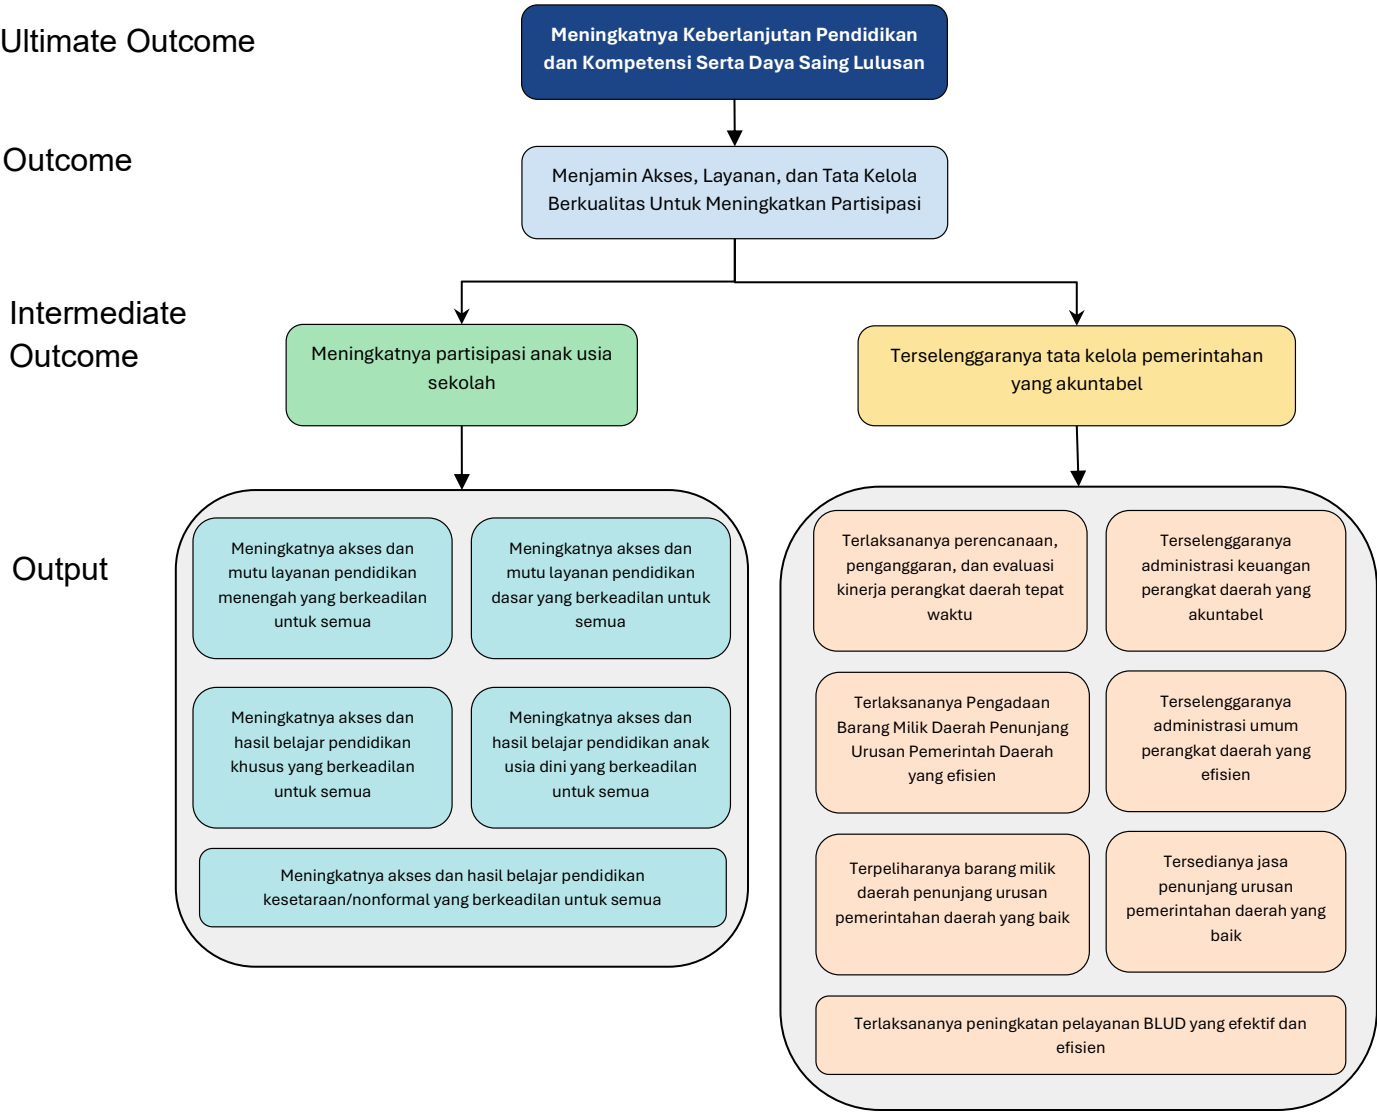 Ultimate Outcome
Meningkatnya Keberlanjutan Pendidikan
dan Kompetensi Serta Daya Saing Lulusan
Outcome
Menjamin Akses, Layanan, dan Tata Kelola
Berkualitas Untuk Meningkatkan Partisipasi
Intermediate
Outcome
Meningkatnya partisipasi anak usia
sekolah
Terselenggaranya tata kelola pemerintahan
yang akuntabel
Output
Meningkatnya akses dan
mutu layanan pendidikan
menengah yang berkeadilan
untuk semua
Meningkatnya akses dan
mutu layanan pendidikan
dasar yang berkeadilan untuk
semua
Meningkatnya akses dan
hasil belajar pendidikan
khusus yang berkeadilan
untuk semua
Meningkatnya akses dan
hasil belajar pendidikan anak
usia dini yang berkeadilan
untuk semua
Meningkatnya akses dan hasil belajar pendidikan
kesetaraan/nonformal yang berkeadilan untuk semua
Terlaksananya perencanaan,
penganggaran, dan evaluasi
kinerja perangkat daerah tepat
waktu
Terselenggaranya
administrasi keuangan
perangkat daerah yang
akuntabel
Terlaksananya Pengadaan
Barang Milik Daerah Penunjang
Urusan Pemerintah Daerah
yang efisien
Terselenggaranya
administrasi umum
perangkat daerah yang
efisien
Terpeliharanya barang milik
daerah penunjang urusan
pemerintahan daerah yang baik
Tersedianya jasa
penunjang urusan
pemerintahan daerah yang
baik
Terlaksananya peningkatan pelayanan BLUD yang efektif dan
efisien